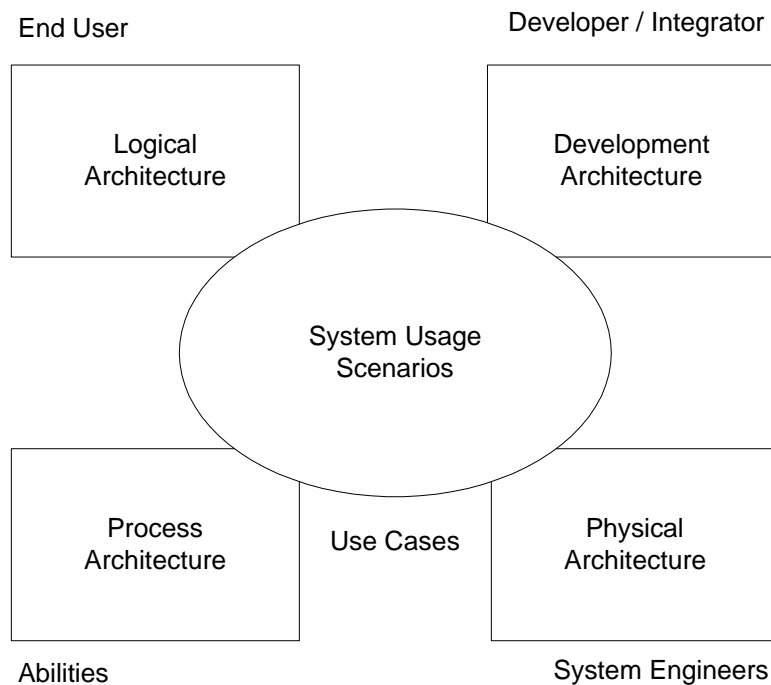 End User
Developer / Integrator
Logical
Architecture
Development
Architecture
System Usage
Scenarios
Process
Architecture
Use Cases
Physical
Architecture
Abilities
System Engineers